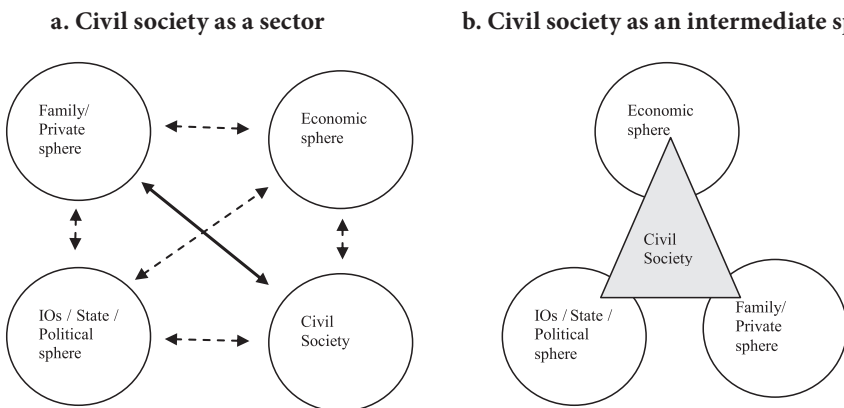 a. Civil society as a sector
b. Civil society as an intermediate
Family/
Private
sphere
Economic
sphere
IOs / State /
Political
sphere
Civil
Society
Economic
sphere
Civil
Society
IOs / State /
Political
sphere
Family/
Private
sphere